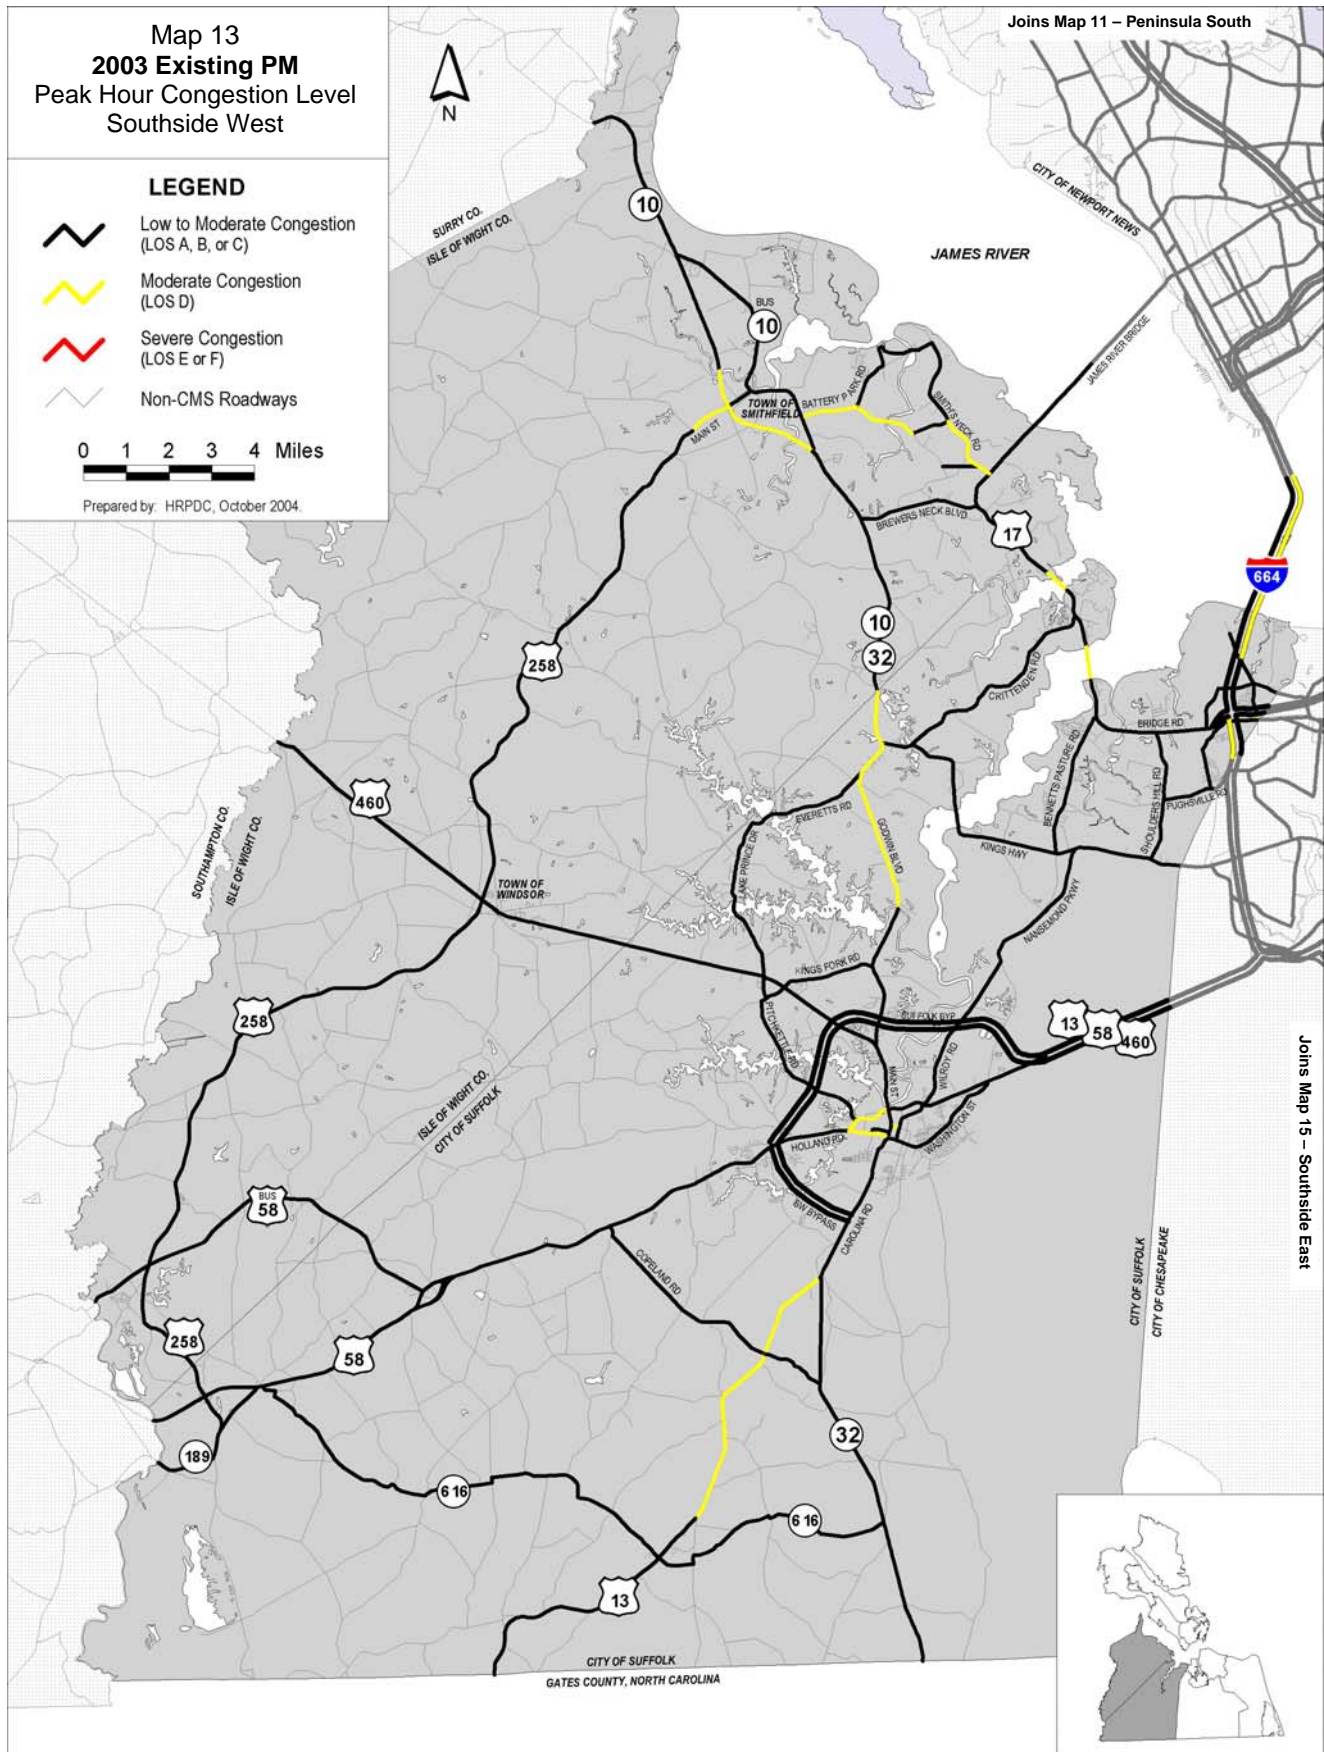 Map 13
2003 Existing PM
Peak Hour Congestion Level
Southside West
Joins Map 11 – Peninsula South
N
LEGEND
Low to Moderate Congestion
(LOS A, B, or C)
Moderate Congestion
(LOS D)
Severe Congestion
(LOS E or F)
Non-CMS Roadways
0 1 2 3 4 Miles
Prepared by: HRPDC, October 2004.
CITY OF NEWPORT NEWS
10
SURRY CO.
ISLE OF WIGHT CO.
JAMES RIVER
BUS
10
JAMES RIVER BRIDGE
TOWN OF
SMITHFIELD
BATTERY PARK RD
SMITH'S NECK RD
MAIN ST
BREWERS NECK BLVD
17
664
10
32
258
CRITTENDEN RD
BRIDGE RD
BENNETTS PASTURE RD
SHOULDERS HILL RD
PUGHSVILLE RD
460
EVERETTS RD
GODWIN BLVD
KINGS HWY
LAKE PRINCE DR
SOUTHAMPTON CO.
ISLE OF WIGHT CO.
TOWN OF
WINDSOR
NANSEMOND PKWY
KINGS FORK RD
258
PITCHKETTLE RD
SUFFOLK BYP
13
58
460
MAIN ST
WILROY RD
WASHINGTON ST
Joins Map 15 – Southside East
ISLE OF WIGHT CO.
CITY OF SUFFOLK
HOLLAND RD
SW BYPASS
CAROLINA RD
BUS
58
COPELAND RD
CITY OF SUFFOLK
CITY OF CHESAPEAKE
258
58
32
189
616
616
13
CITY OF SUFFOLK
GATES COUNTY, NORTH CAROLINA